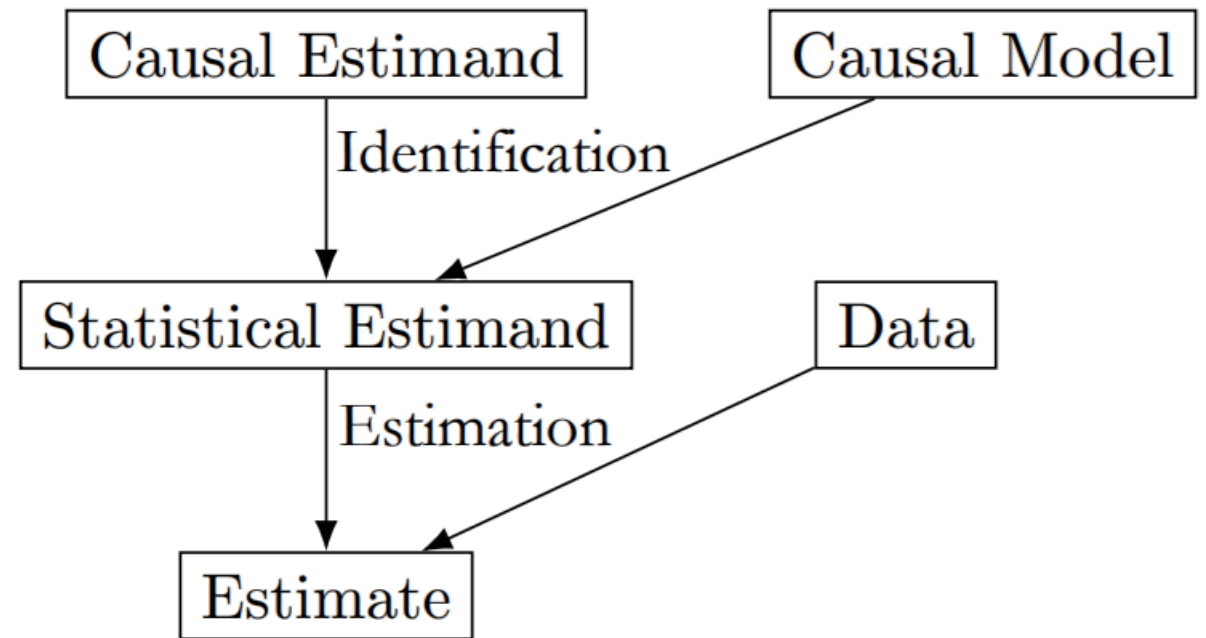 Causal Estimand
Causal Model
Identification
Statistical Estimand
Data
Estimation
Estimate